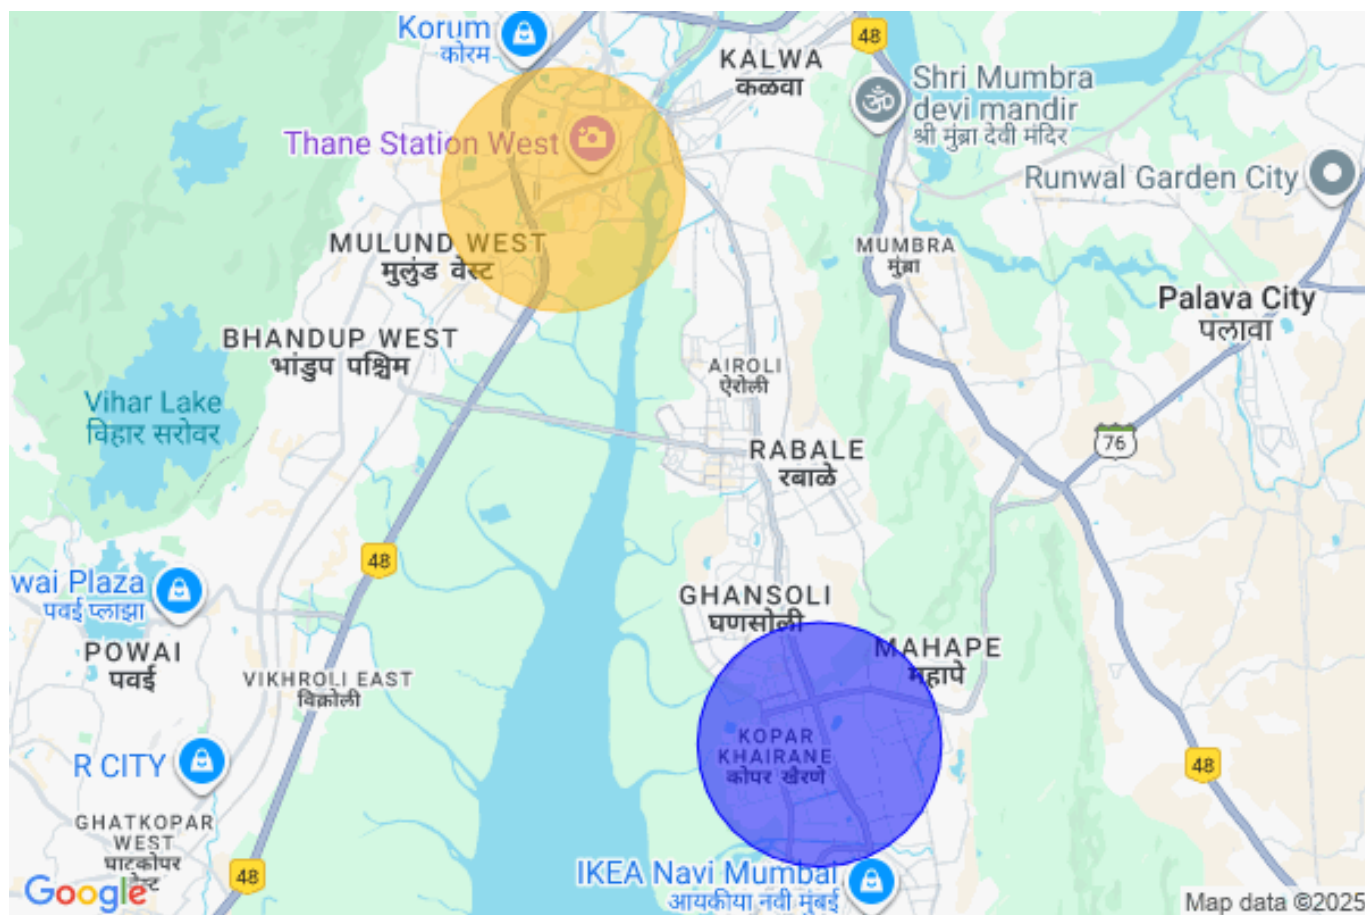 Korum
कोरम
48
KALWA
कळवा
Shri Mumbra
devi mandir
श्री मुंब्रा देवी मंदिर
Thane Station West
Runwal Garden City
MULUND WEST
मुलुंड वेस्ट
MUMBRA
मुंब्रा
Palava City
पलावा
BHANDUP WEST
भांडुप पश्चिम
AIROLI
ऐरोली
Vihar Lake
विहार सरोवर
76
RABALE
रबाळे
48
wai Plaza
पवई प्लाझा
GHANSOLI
घणसोली
POWAI
पवई
MAHAPE
महापे
VIKHROLI EAST
विक्रोली
KOPAR
KHAIRANE
कोपर खैरणे
R CITY
48
GHATKOPAR
WEST
घाटकोपर
वेस्ट
48
IKEA Navi Mumbai
आयकीया नवी मुंबई
Google
Map data ©2025